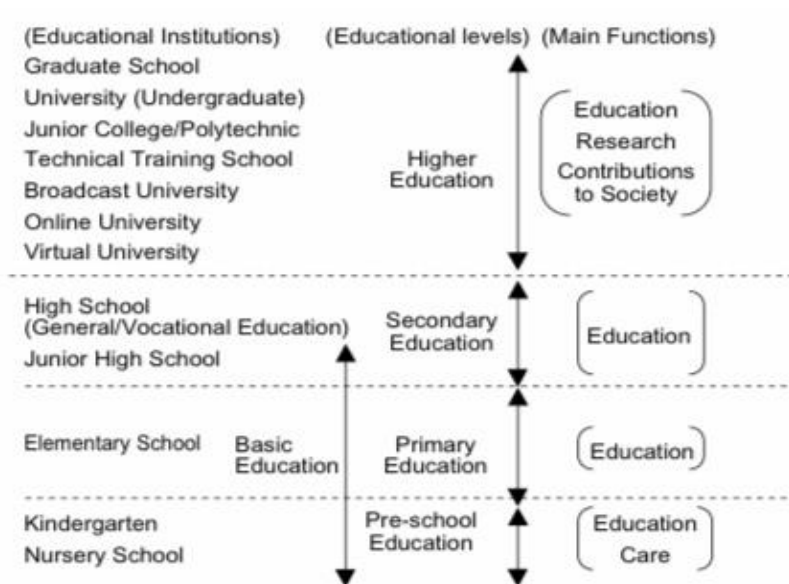 (Educational Institutions) (Educational levels) (Main Functions)
Graduate School
University (Undergraduate)
Junior College/Polytechnic
Technical Training School
Broadcast University
Online University
Virtual University
Higher
Education
Education
Research
Contributions
to Society
High School
(General/Vocational Education)
Junior High School
Secondary
Education
Education
Elementary School
Basic
Education
Primary
Education
Education
Kindergarten
Nursery School
Pre-school
Education
Education
Care